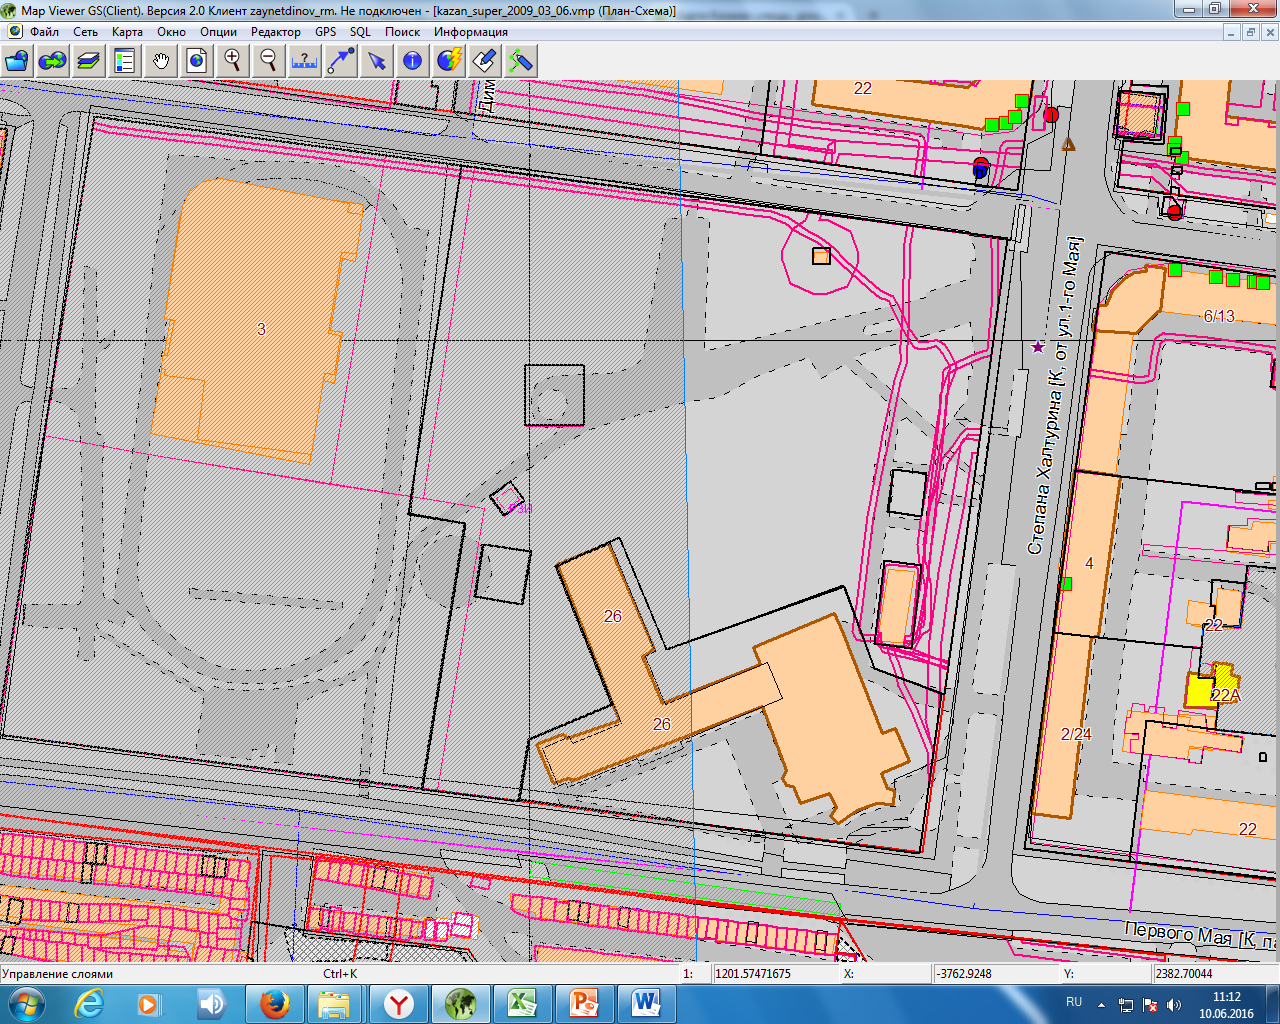 Map Viewer GS(Client). Версия 2.0 Клиент zaynetdinov_rm. Не подключен - [kazan_super_2009_03_06.vmp (План-Схема)]
Файл Сеть Карта Окно Опции Редактор GPS SQL Поиск Информация
Дим
22
3
Степана Халтурина [К, от ул.1-го Мая]
6/13
4
26
22
22А
26
2/24
22
Первого Мая [К, па
Управление слоями Ctrl+K 1: 1201.57471675 X: -3762.9248 Y: 2382.70044
RU 11:12
10.06.2016